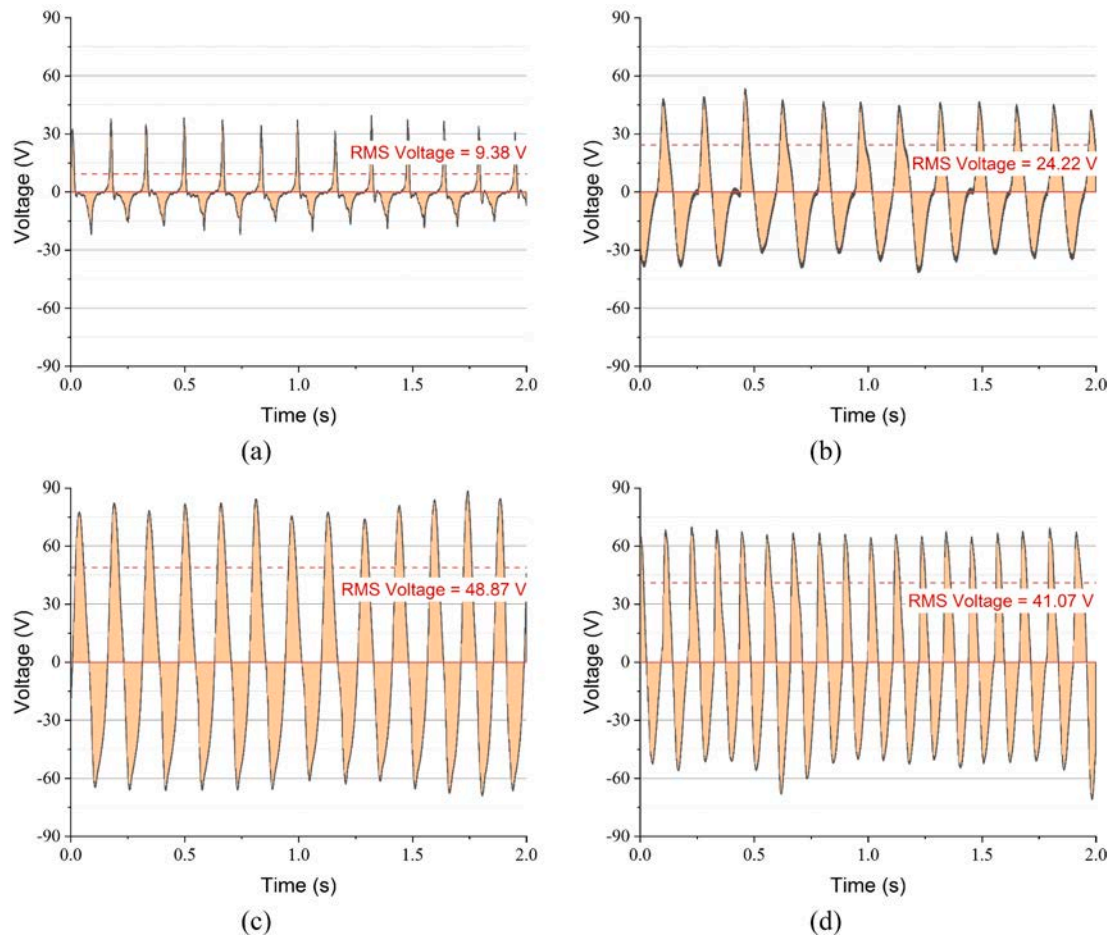 90
60
30
0
-30
-60
-90
Voltage (V)
RMS Voltage = 9.38 V
0.0 0.5 1.0 1.5 2.0
Time (s)
(a)
90
60
30
0
-30
-60
-90
Voltage (V)
RMS Voltage = 24.22 V
0.0 0.5 1.0 1.5 2.0
Time (s)
(b)
90
60
30
0
-30
-60
-90
Voltage (V)
RMS Voltage = 48.87 V
0.0 0.5 1.0 1.5 2.0
Time (s)
(c)
90
60
30
0
-30
-60
-90
Voltage (V)
RMS Voltage = 41.07 V
0.0 0.5 1.0 1.5 2.0
Time (s)
(d)